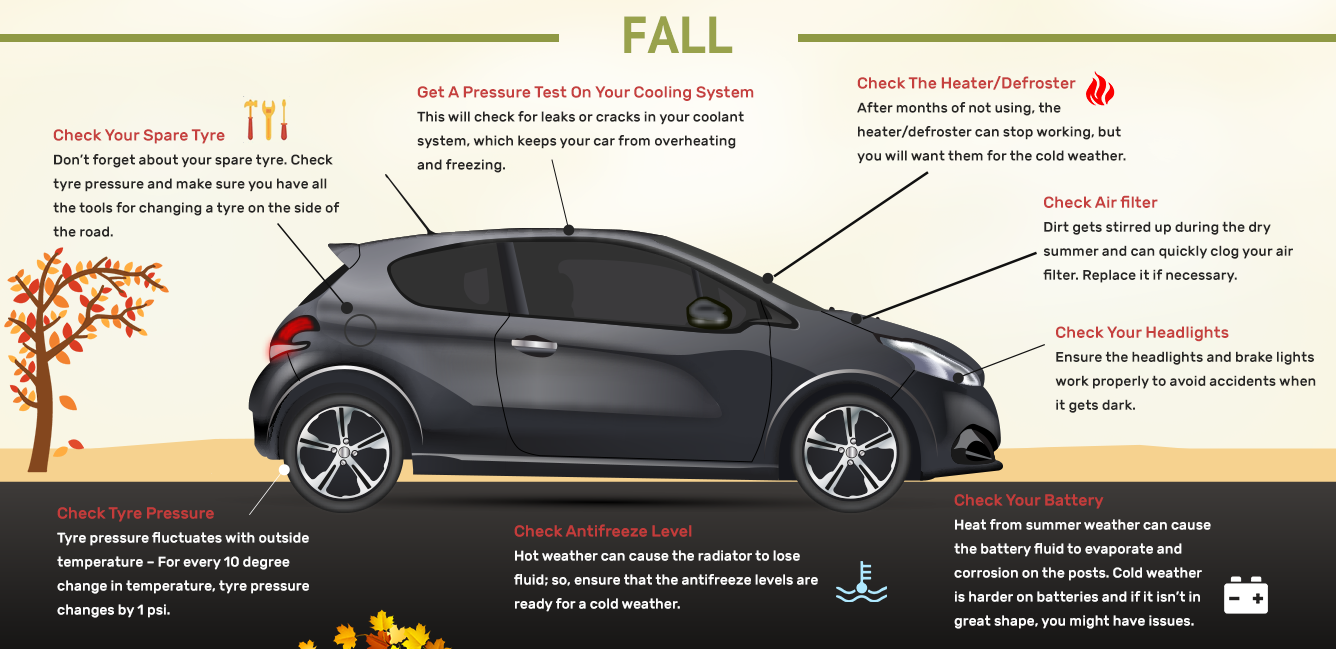 FALL
Check Your Spare Tyre
Don't forget about your spare tyre. Check
tyre pressure and make sure you have all
the tools for changing a tyre on the side of
the road.
Get A Pressure Test On Your Cooling System
This will check for leaks or cracks in your coolant
system, which keeps your car from overheating
and freezing.
Check The Heater/Defroster
After months of not using, the
heater/defroster can stop working, but
you will want them for the cold weather.
Check Air filter
Dirt gets stirred up during the dry
summer and can quickly clog your air
filter. Replace it if necessary.
Check Your Headlights
Ensure the headlights and brake lights
work properly to avoid accidents when
it gets dark.
Check Tyre Pressure
Tyre pressure fluctuates with outside
temperature – For every 10 degree
change in temperature, tyre pressure
changes by 1 psi.
Check Antifreeze Level
Hot weather can cause the radiator to lose
fluid; so, ensure that the antifreeze levels are
ready for a cold weather.
Check Your Battery
Heat from summer weather can cause
the battery fluid to evaporate and
corrosion on the posts. Cold weather
is harder on batteries and if it isn't in
great shape, you might have issues.